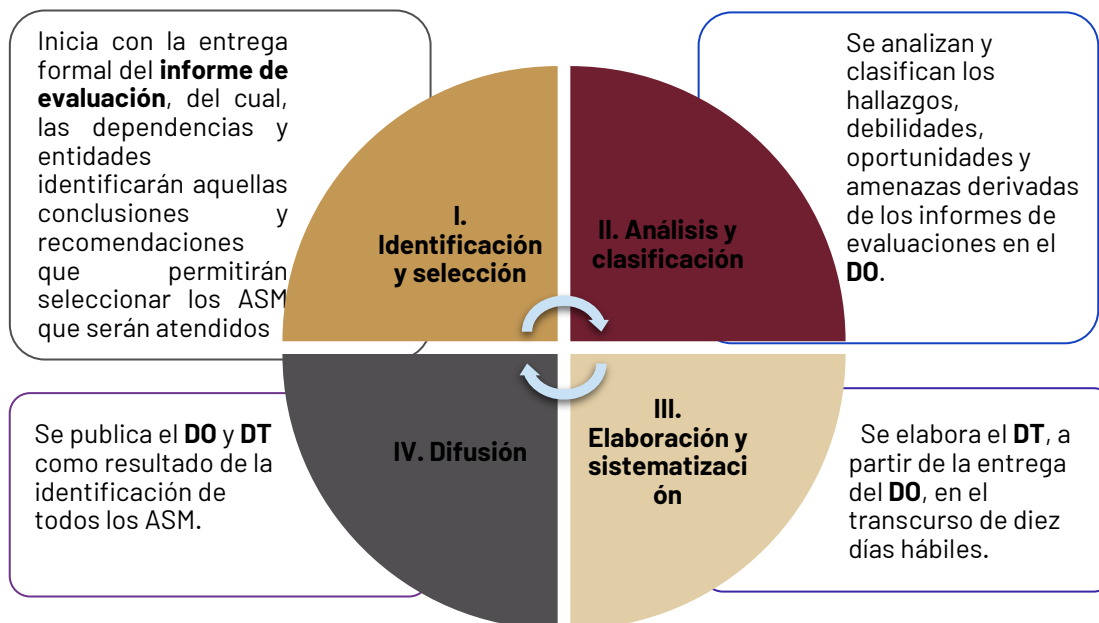 Inicia con la entrega
formal del informe de
evaluación, del cual,
las dependencias y
entidades
identificarán aquellas
conclusiones y
recomendaciones
que permitirán
seleccionar los ASM
que serán atendidos
I.
Identificación
y selección
II. Análisis y
clasificación
Se analizan y
clasifican los
hallazgos,
debilidades,
oportunidades y
amenazas derivadas
de los informes de
evaluaciones en el
DO.
Se publica el DO y DT
como resultado de la
identificación de
todos los ASM.
IV. Difusión
III.
Elaboración y
sistematizaci
ón
Se elabora el DT, a
partir de la entrega
del DO, en el
transcurso de diez
días hábiles.